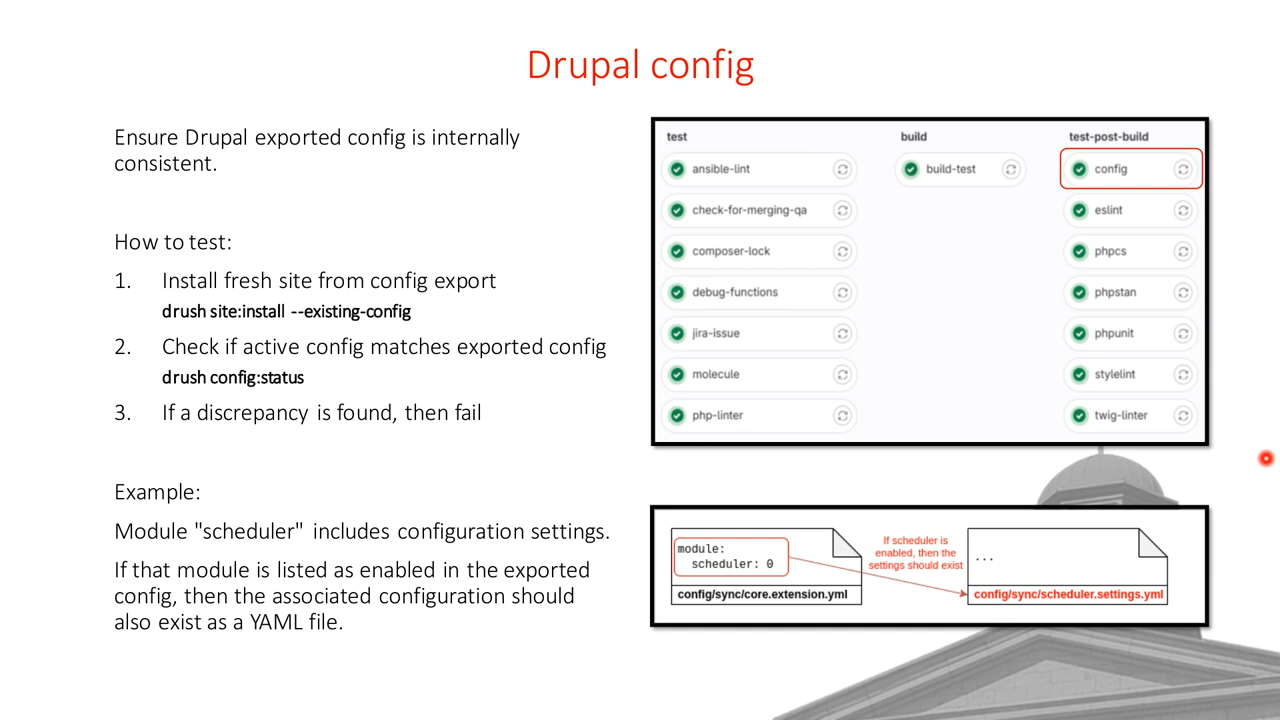 Drupal config
Ensure Drupal exported config is internally
consistent.
How to test:
1. Install fresh site from config export
drush site:install --existing-config
2. Check if active config matches exported config
drush config:status
3. If a discrepancy is found, then fail
Example:
Module "scheduler" includes configuration settings.
If that module is listed as enabled in the exported
config, then the associated configuration should
also exist as a YAML file.
test
ansible-lint
check-for-merging-qa
composer-lock
debug-functions
jira-issue
molecule
php-linter
build
build-test
test-post-build
config
eslint
phpcs
phpstan
phpunit
stylelint
twig-linter
module:
scheduler: 0
config/sync/core.extension.yml
If scheduler is
enabled, then the
settings should exist
...
config/sync/scheduler.settings.yml